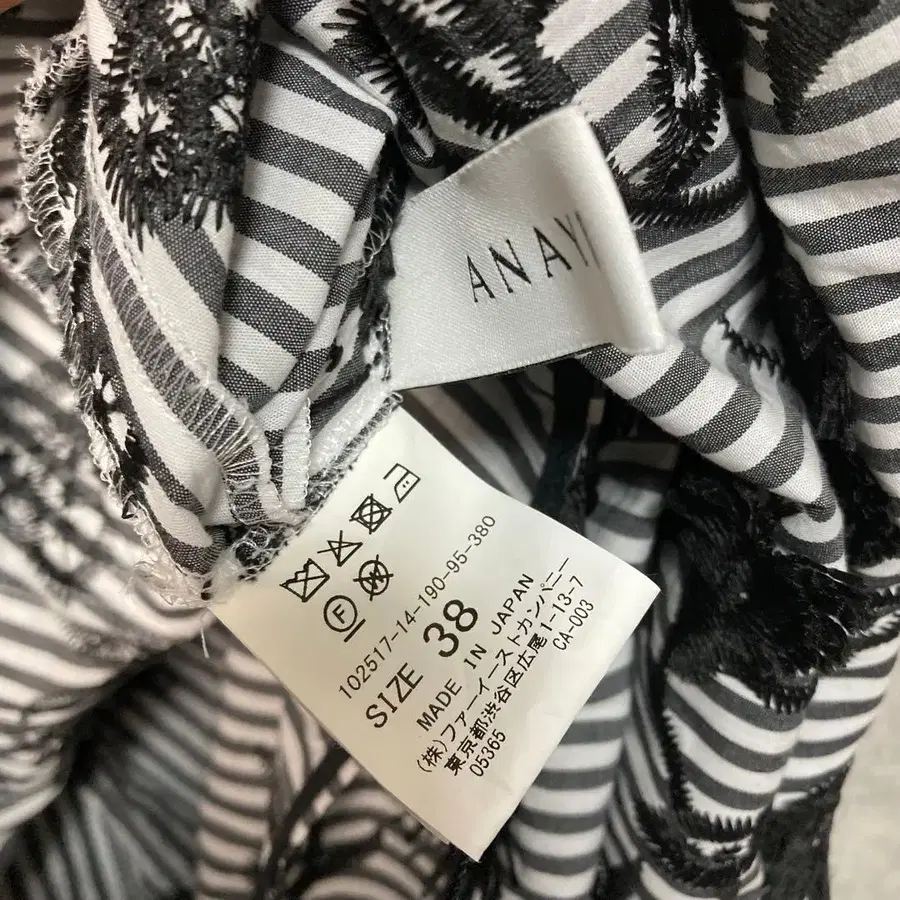 ANAYI
F
W
102517-14-190-95-380
SIZE 38
MADE IN JAPAN
(株)ファーイーストカンパニー
東京都渋谷区広尾1-13-7
05365 CA-003